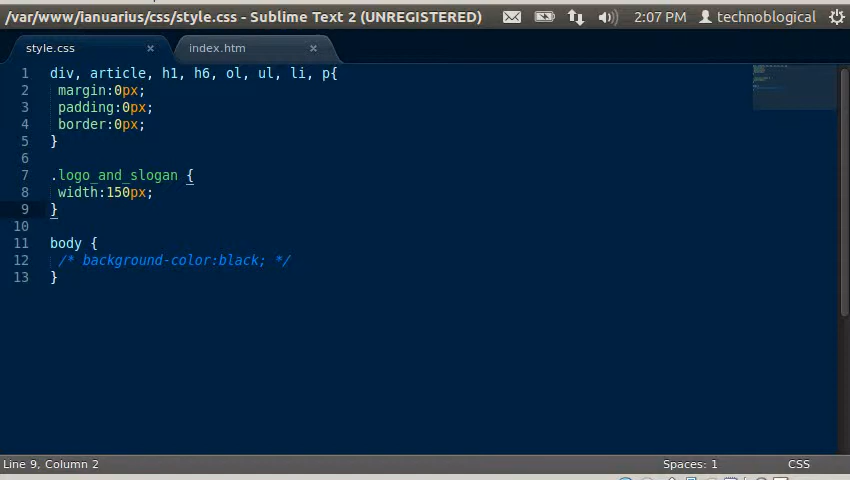 /var/www/ianuarius/css/style.css - Sublime Text 2 (UNREGISTERED) 2:07 PM technoblogical
style.css × index.htm ×
1 div, article, h1, h6, ol, ul, li, p{
2 margin:0px;
3 padding:0px;
4 border:0px;
5 }
6
7 .logo_and_slogan {
8 width:150px;
9 }
10
11 body {
12 /* background-color:black; */
13 }
Line 9, Column 2 Spaces: 1 CSS